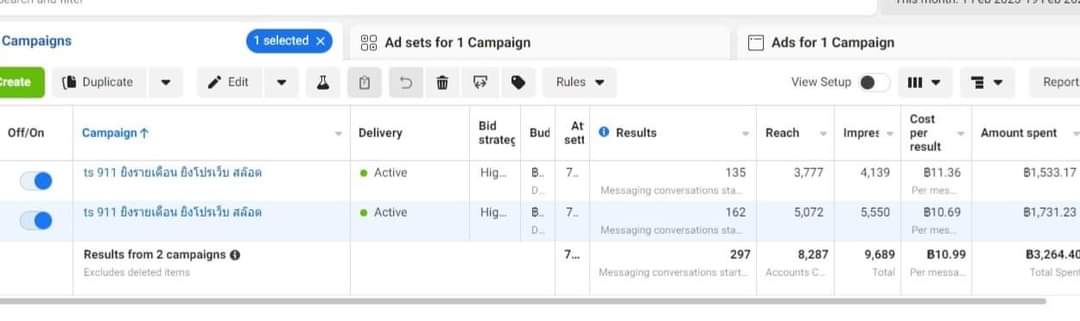 Search and filter
This month: 1 Feb 2023
Campaigns
1 selected ×
Ad sets for 1 Campaign
Ads for 1 Campaign
Create
Duplicate
Edit
Rules
View Setup
Report
Off/On
Campaign ↑
Delivery
Bid strateg
Bud
At sett
Results
Reach
Impres
Cost per result
Amount spent
ts 911 ยิงรายเดือน ยิงโปรเว็บ สล๊อต
Active
Hig...
฿..
7..
135
3,777
4,139
฿11.36
฿1,533.17
D..
Messaging conversations sta...
Per mes...
ts 911 ยิงรายเดือน ยิงโปรเว็บ สล๊อต
Active
Hig...
฿..
7..
162
5,072
5,550
฿10.69
฿1,731.23
D..
Messaging conversations sta...
Per mes...
Results from 2 campaigns
7...
297
8,287
9,689
฿10.99
฿3,264.40
Excludes deleted items
Messaging conversations start...
Accounts C...
Total
Per messa...
Total Spent